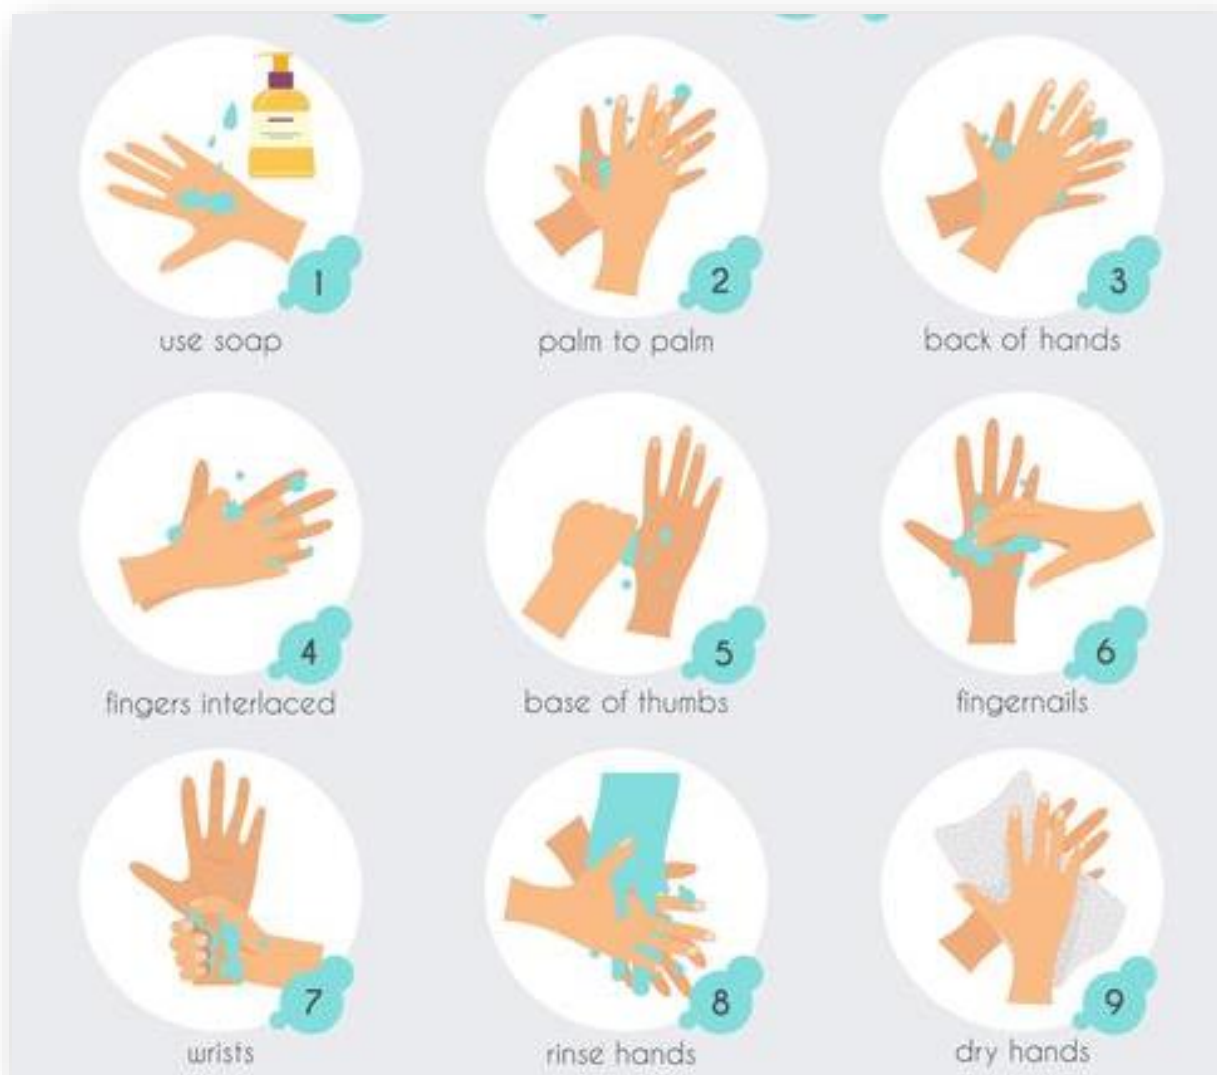 1
use soap
2
palm to palm
3
back of hands
4
fingers interlaced
5
base of thumbs
6
fingernails
7
wrists
8
rinse hands
9
dry hands